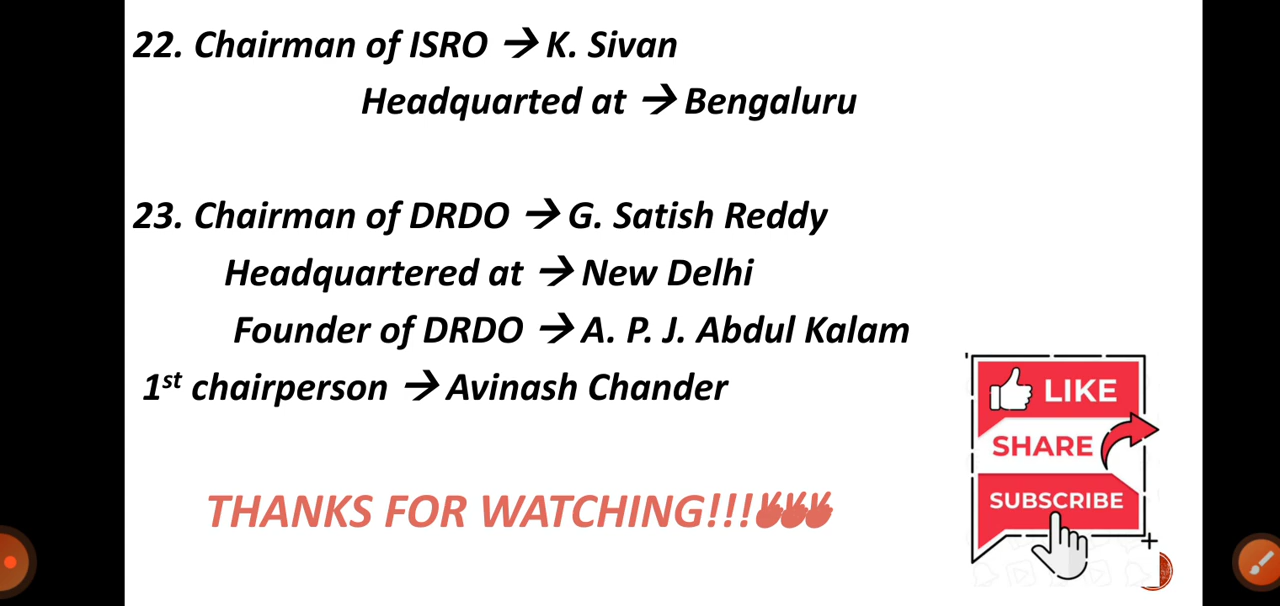 22. Chairman of ISRO → K. Sivan
Headquarted at → Bengaluru
23. Chairman of DRDO → G. Satish Reddy
Headquartered at → New Delhi
Founder of DRDO → A. P. J. Abdul Kalam
1st chairperson → Avinash Chander
THANKS FOR WATCHING!!!
LIKE
SHARE
SUBSCRIBE